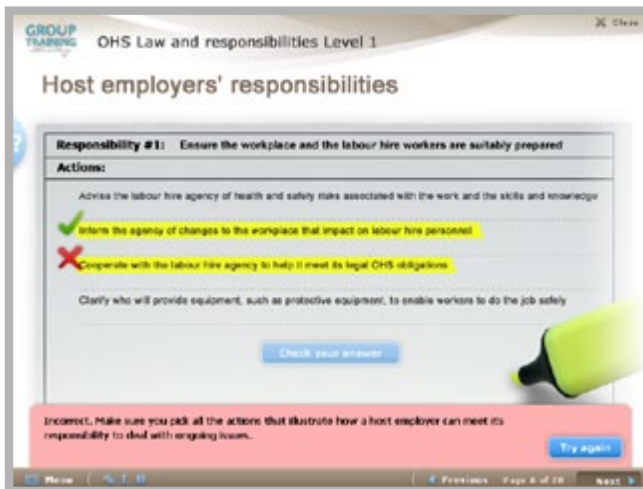 Close
GROUP
TRAINING
OHS Law and responsibilities Level 1
Host employers' responsibilities
?
Responsibility #1: Ensure the workplace and the labour hire workers are suitably prepared
Actions:
Advise the labour hire agency of health and safety risks associated with the work and the skills and knowledge
Inform the agency of changes to the workplace that impact on labour hire personnel
Cooperate with the labour hire agency to help it meet its legal OHS obligations
Clarify who will provide equipment, such as protective equipment, to enable workers to do the job safely
Check your answer
Incorrect. Make sure you pick all the actions that illustrate how a host employer can meet its
responsibility to deal with ongoing issues.
Try again
Menu
Previous Page 8 of 20 Next